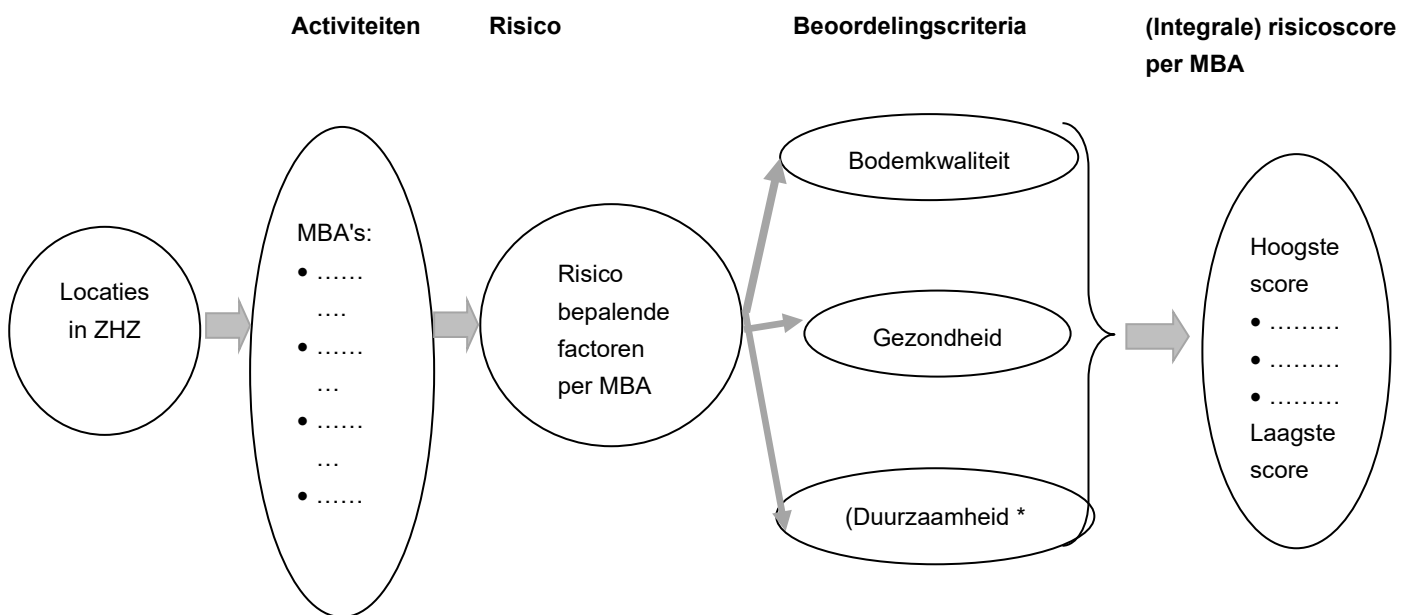 Activiteiten
Risico
Beoordelingscriteria
(Integrale) risicoscore
per MBA
Locaties
in ZHZ
MBA's:
• ……
….
• ……
…
• ……
…
• ……
Risico
bepalende
factoren
per MBA
Bodemkwaliteit
Gezondheid
(Duurzaamheid *
Hoogste
score
• ………
• ………
• ………
Laagste
score